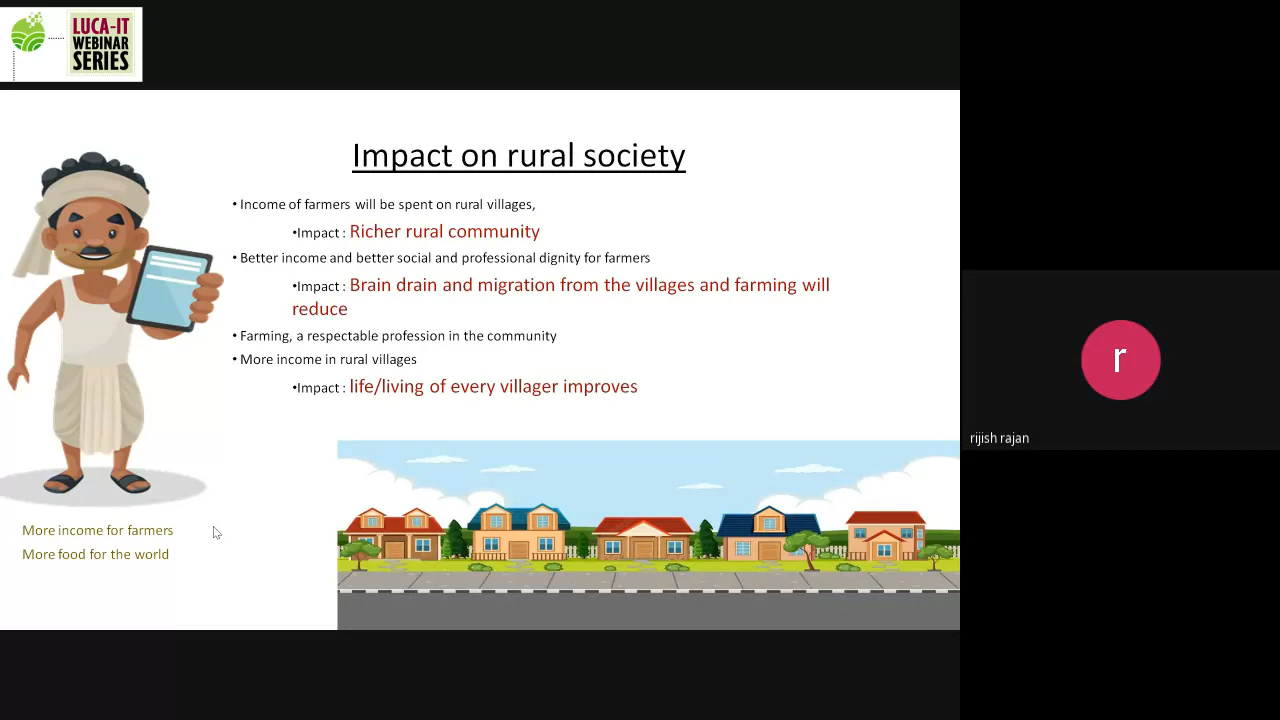 LUCA-IT
WEBINAR
SERIES
Impact on rural society
• Income of farmers will be spent on rural villages,
•Impact : Richer rural community
• Better income and better social and professional dignity for farmers
•Impact : Brain drain and migration from the villages and farming will
reduce
• Farming, a respectable profession in the community
• More income in rural villages
•Impact : life/living of every villager improves
More income for farmers
More food for the world
r
rijish rajan